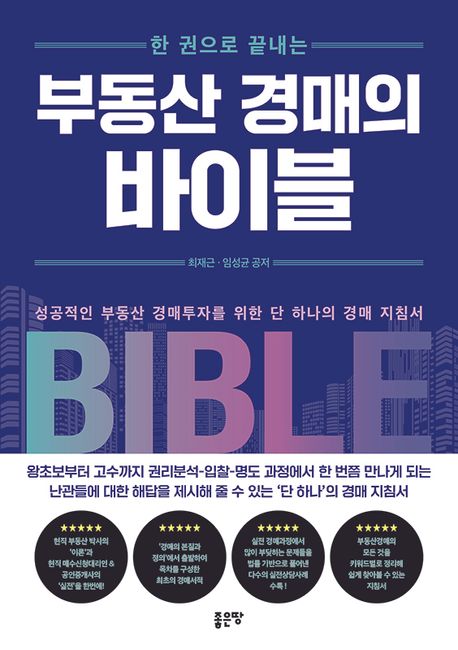 한 권으로 끝내는
부동산 경매의
바이블
최재근 · 임성균 공저
성공적인 부동산 경매투자를 위한 단 하나의 경매 지침서
BIBLE
왕초보부터 고수까지 권리분석-입찰-명도 과정에서 한 번쯤 만나게 되는
난관들에 대한 해답을 제시해 줄 수 있는 ‘단 하나’의 경매 지침서
★★★★★
현직 부동산 박사의
‘이론’과
현직 매수신청대리인 &
공인중개사의
‘실전’을 한번에!
★★★★★
‘경매의 본질과
정의’에서 출발하여
목차를 구성한
최초의 경매서적
★★★★★
실전 경매과정에서
많이 부딪하는 문제들을
법를 기반으로 풀어낸
다수의 실전상담사례
수록!
★★★★★
부동산경매의
모든 것을
키워드별로 정리해
쉽게 찾아볼 수 있는
지침서
좋은땅